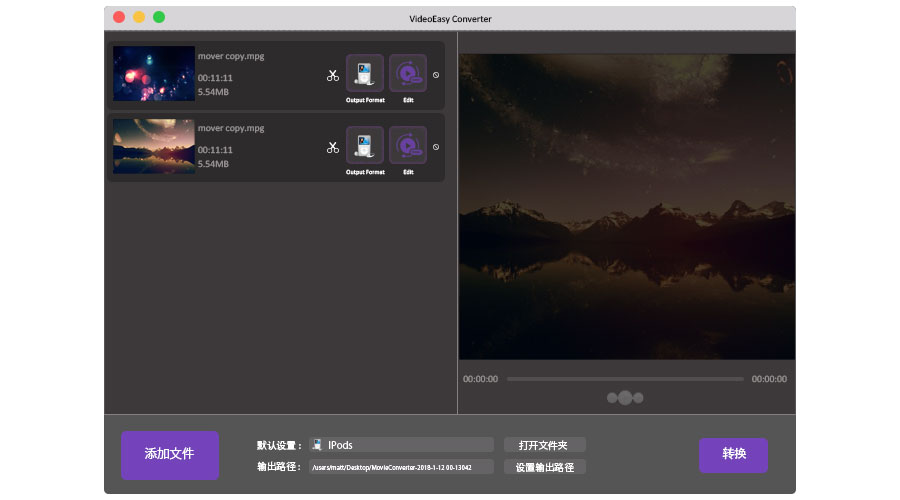 VideoEasy Converter
mover copy.mpg
00:11:11
5.54MB
Output Format
Edit
mover copy.mpg
00:11:11
5.54MB
Output Format
Edit
00:00:00
00:00:00
添加文件
默认设置：
IPods
打开文件夹
输出路径：
/users/matt/Desktop/MovieConverter-2018-1-12 00-13042
设置输出路径
转换